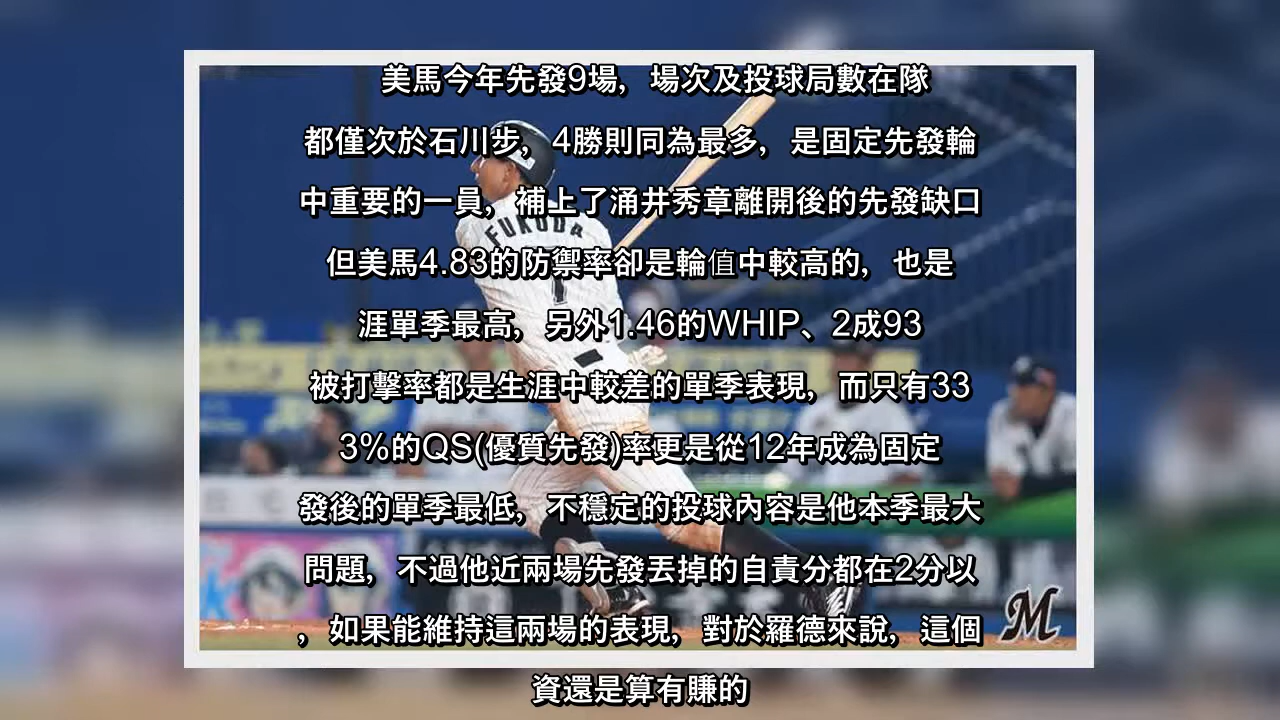 美馬今年先發9場，場次及投球局數在隊
都僅次於石川步，4勝則同為最多，是固定先發輪
中重要的一員，補上了涌井秀章離開後的先發缺口
但美馬4.83的防禦率卻是輪值中較高的，也是
涯單季最高，另外1.46的WHIP、2成93
被打擊率都是生涯中較差的單季表現，而只有33
3%的QS(優質先發)率更是從12年成為固定
發後的單季最低，不穩定的投球內容是他本季最大
問題，不過他近兩場先發丟掉的自責分都在2分以
，如果能維持這兩場的表現，對於羅德來說，這個
資還是算有賺的
FUKUDA
7
M